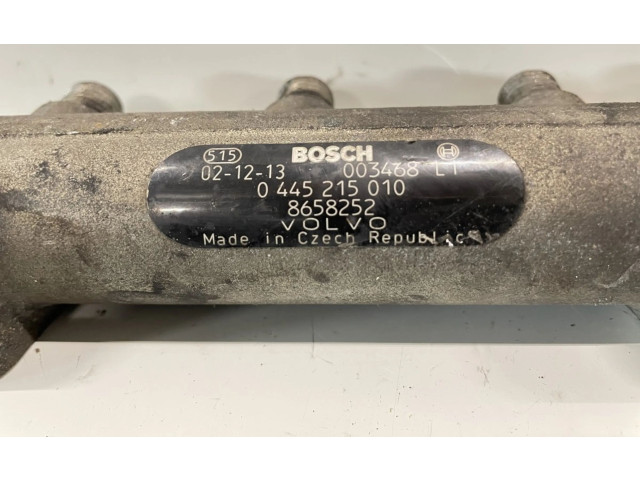 515 BOSCH
02-12-13 003468 L1
0 445 215 010
8658252
VOLVO
Made in Czech Republic